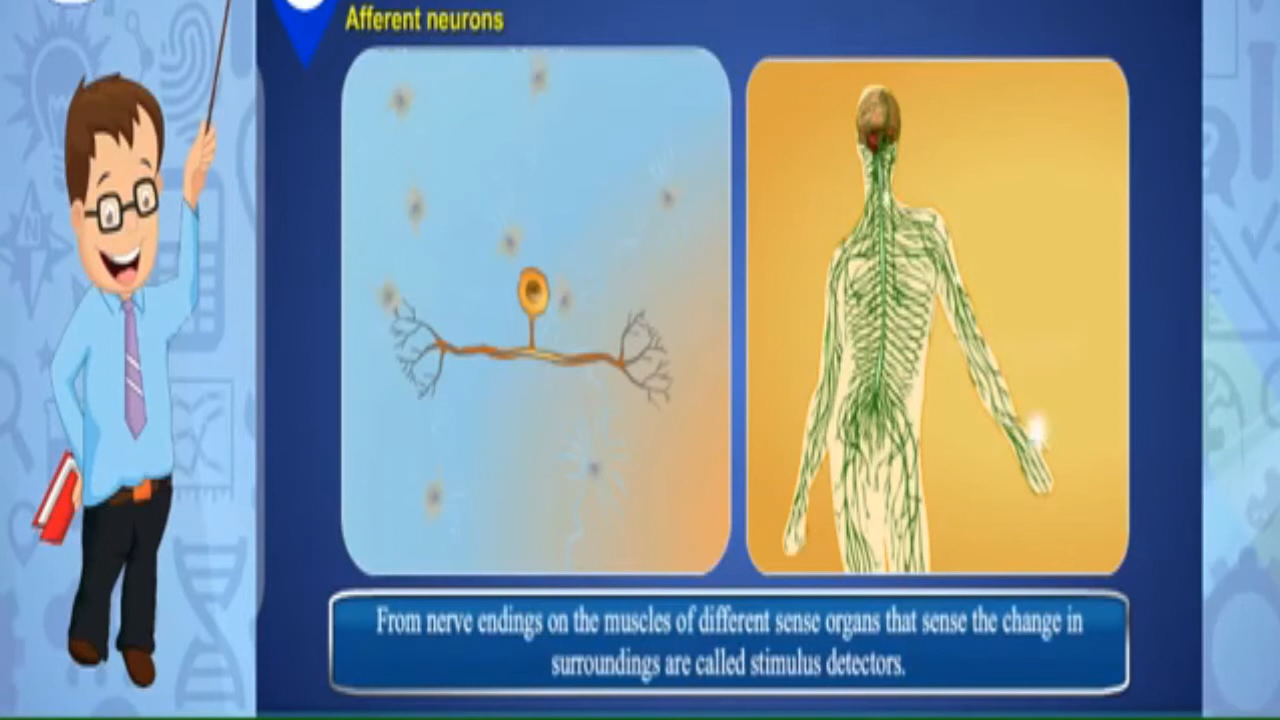 Afferent neurons
From nerve endings on the muscles of different sense organs that sense the change in
surroundings are called stimulus detectors.